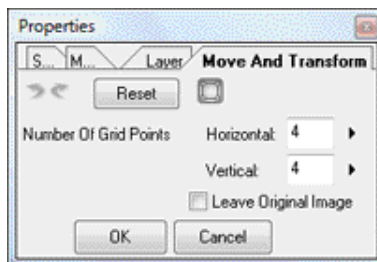 Properties
S... M... Layer Move And Transform
Reset
Number Of Grid Points Horizontal: 4
Vertical: 4
Leave Original Image
OK Cancel